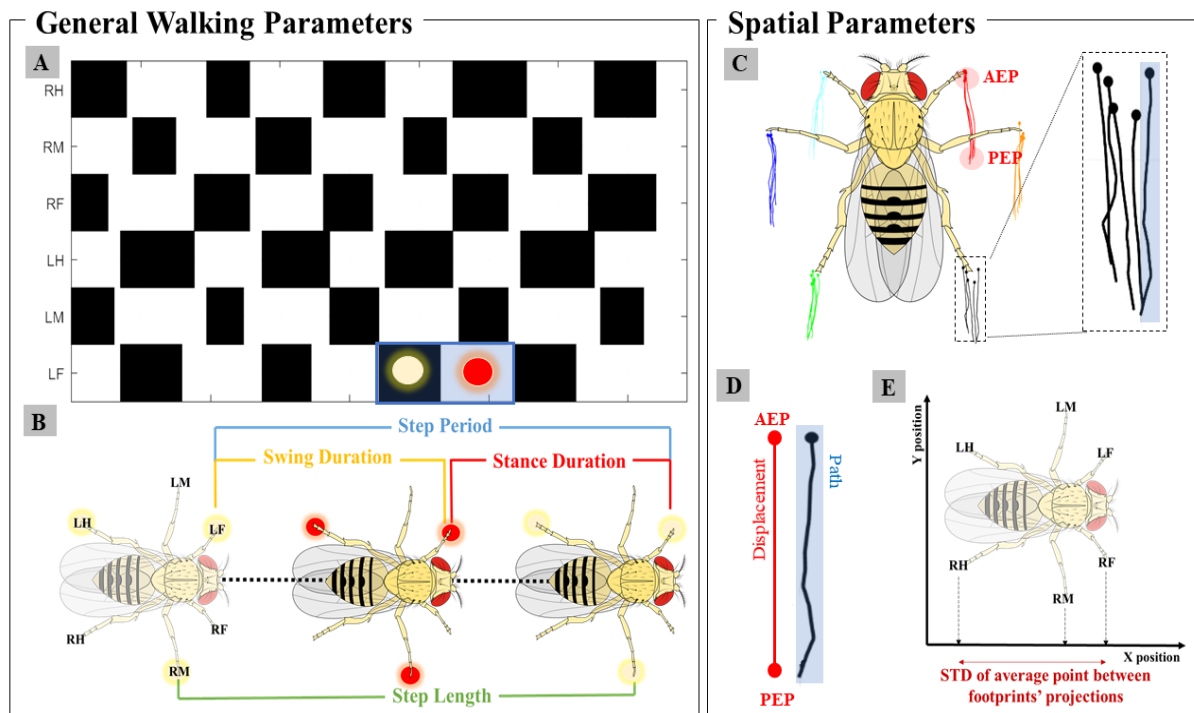 General Walking Parameters
A
RH
RM
RF
LH
LM
LF
B
Step Period
Swing Duration
Stance Duration
LM
LH
LF
RH
RF
RM
Step Length
Spatial Parameters
C
AEP
PEP
D
AEP
Displacement
Path
PEP
E
Y position
LM
LH
LF
RH
RF
RM
X position
STD of average point between
footprints' projections